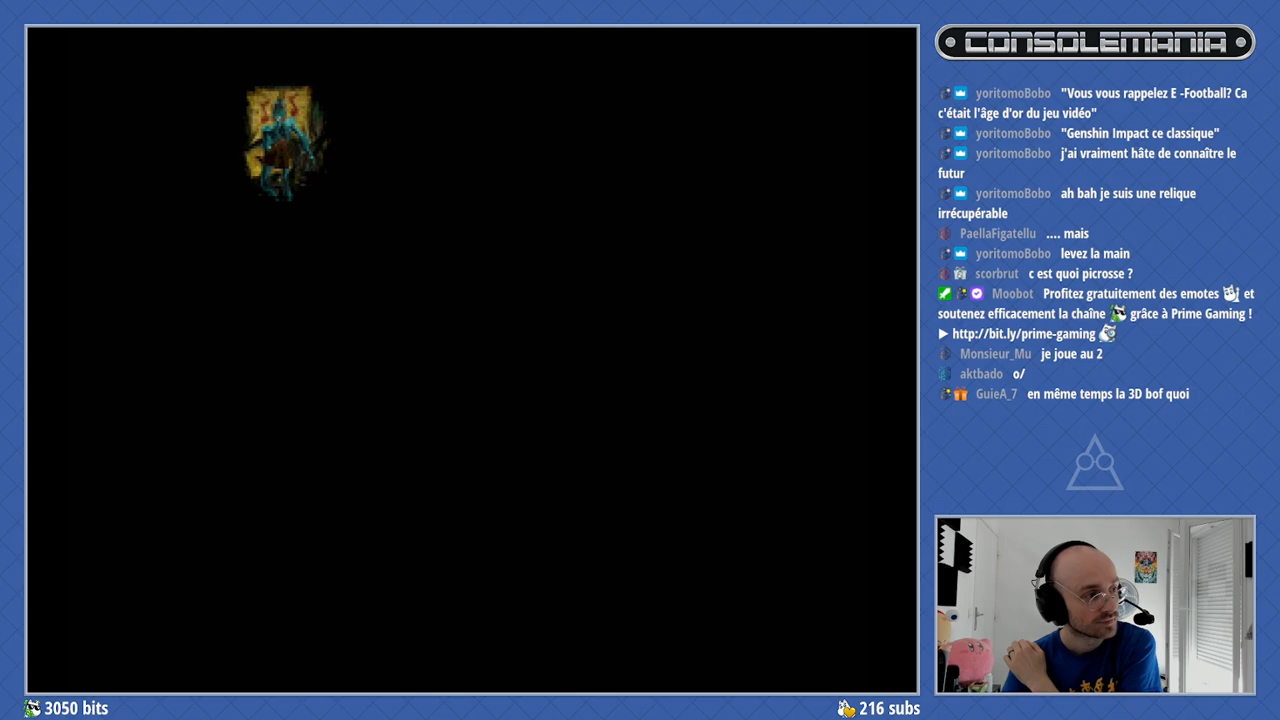 CONSOLEMANIA
yoritomoBobo "Vous vous rappelez E -Football? Ca
c'était l'âge d'or du jeu vidéo"
yoritomoBobo "Genshin Impact ce classique"
yoritomoBobo j'ai vraiment hâte de connaître le
futur
yoritomoBobo ah bah je suis une relique
irrécupérable
PaellaFigatellu .... mais
yoritomoBobo levez la main
scorbrut c est quoi picrosse ?
Moobot Profitez gratuitement des emotes et
soutenez efficacement la chaîne grâce à Prime Gaming !
► http://bit.ly/prime-gaming
Monsieur_Mu je joue au 2
aktbado o/
GuieA_7 en même temps la 3D bof quoi
3050 bits
216 subs